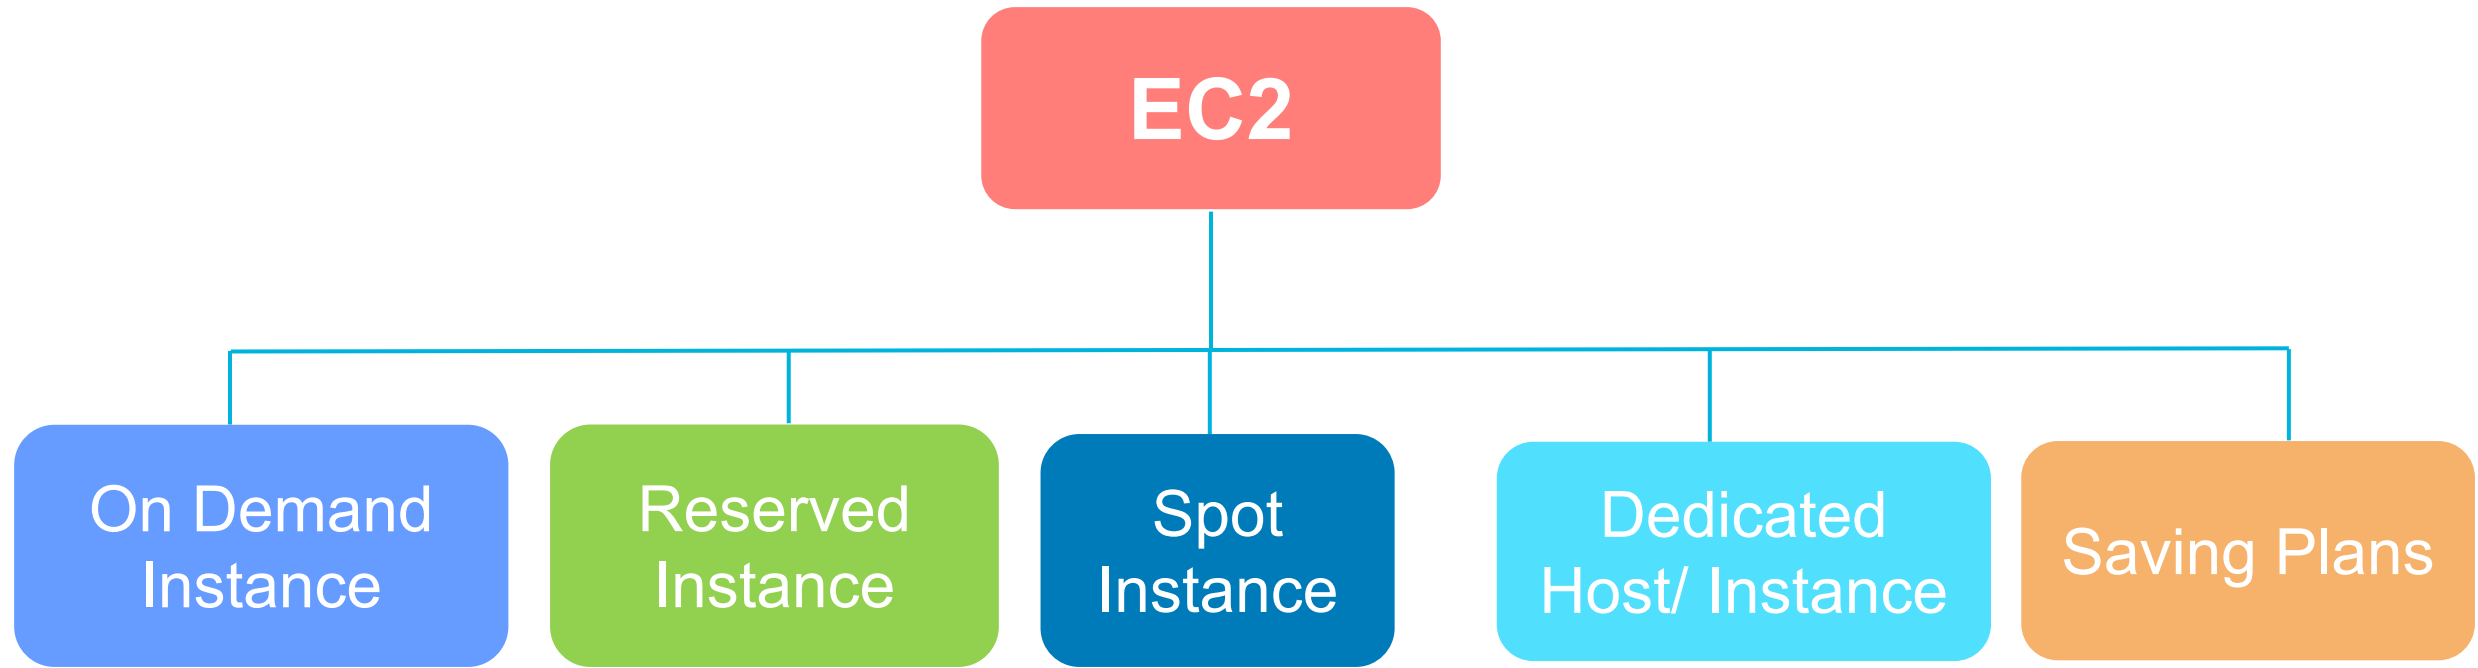 EC2
On Demand
Instance
Reserved
Instance
Spot
Instance
Dedicated
Host/ Instance
Saving Plans